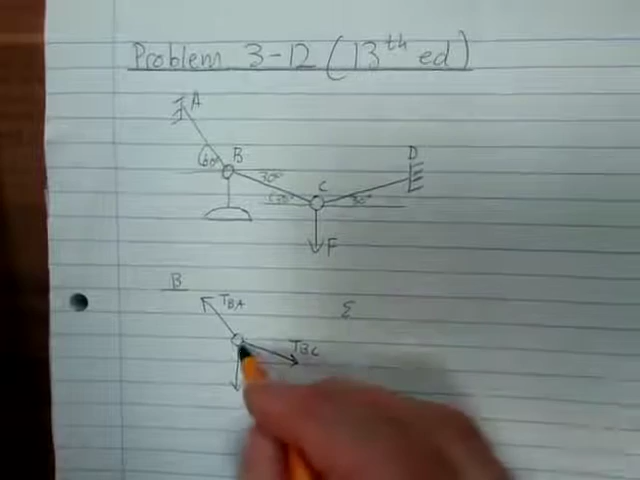 Problem 3-12 (13th ed)
A
60°
B
30°
C
30°
D
F
B
TBA
Σ
TBC